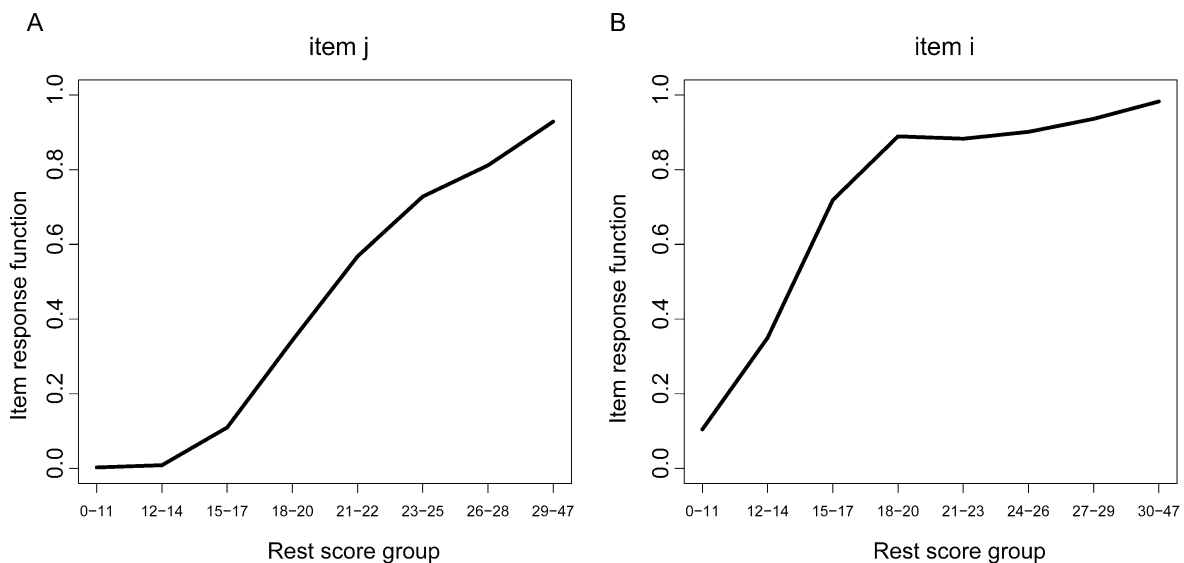 A
item j
Item response function
1.0
0.8
0.6
0.4
0.2
0.0
0−11 12−14 15−17 18−20 21−22 23−25 26−28 29−47
Rest score group
B
item i
Item response function
1.0
0.8
0.6
0.4
0.2
0.0
0−11 12−14 15−17 18−20 21−23 24−26 27−29 30−47
Rest score group